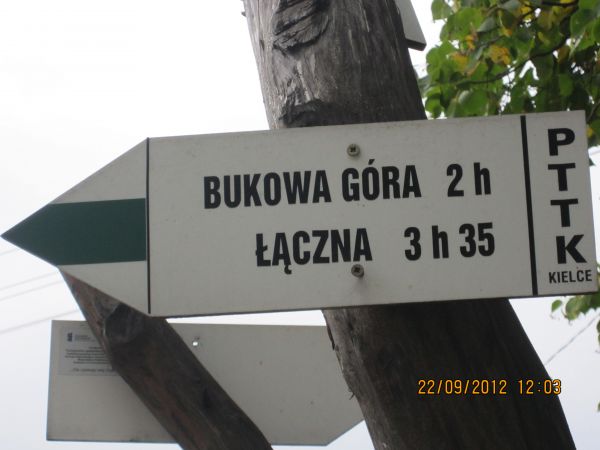 BUKOWA GÓRA 2 h
ŁĄCZNA 3 h 35
PTTK
KIELCE
22/09/2012 12:03